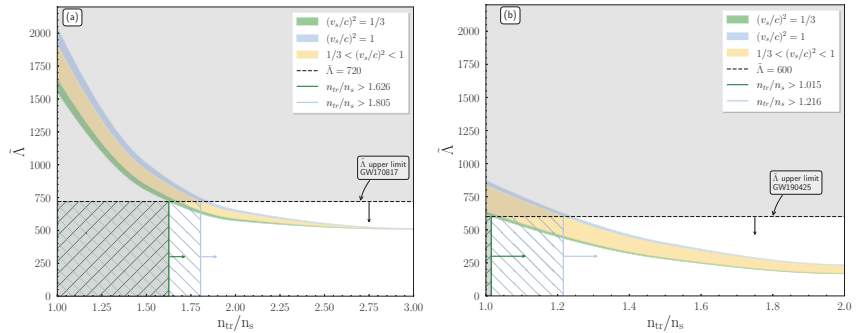 (a)
(v_s/c)² = 1/3
(v_s/c)² = 1
1/3 < (v_s/c)² < 1
Λ̃ = 720
n_tr/n_s > 1.626
n_tr/n_s > 1.805
Λ̃ upper limit
GW170817
Λ̃
2000
1750
1500
1250
1000
750
500
250
0
1.00
1.25
1.50
1.75
2.00
2.25
2.50
2.75
3.00
n_tr/n_s
(b)
(v_s/c)² = 1/3
(v_s/c)² = 1
1/3 < (v_s/c)² < 1
Λ̃ = 600
n_tr/n_s > 1.015
n_tr/n_s > 1.216
Λ̃ upper limit
GW190425
Λ̃
2000
1750
1500
1250
1000
750
500
250
0
1.0
1.2
1.4
1.6
1.8
2.0
n_tr/n_s